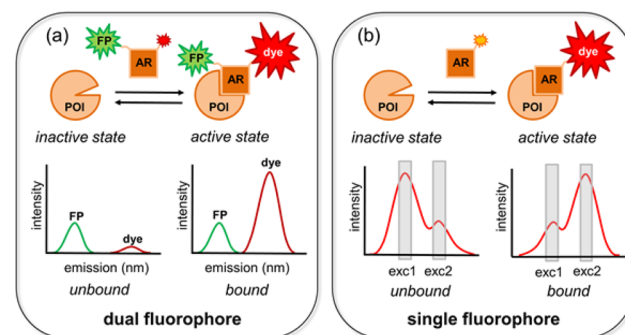 (a)
FP
AR
FP
AR
dye
POI
POI
inactive state
active state
intensity
FP
dye
emission (nm)
unbound
intensity
FP
dye
emission (nm)
bound
dual fluorophore
(b)
AR
AR
POI
POI
inactive state
active state
intensity
exc1 exc2
unbound
intensity
exc1 exc2
bound
single fluorophore